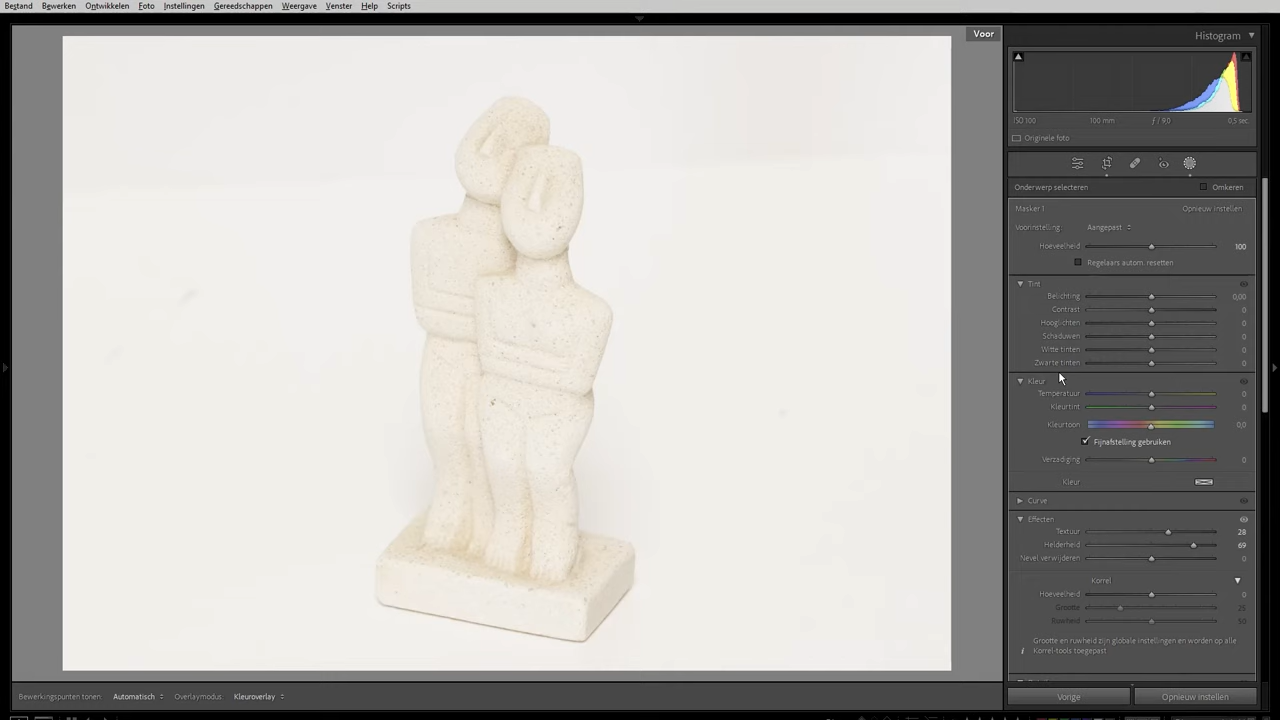 Bestand Bewerken Ontwikkelen Foto Instellingen Gereedschappen Weergave Venster Help Scripts
Voor
Histogram
ISO 100 100 mm ƒ / 9,0 0,5 sec.
Originele foto
Onderwerp selecteren Omkeren
Masker 1 Opnieuw instellen
Voorinstelling: Aangepast
Hoeveelheid 100
Regelaars autom. resetten
Tint
Belichting 0,00
Contrast 0
Hooglichten 0
Schaduwen 0
Witte tinten 0
Zwarte tinten 0
Kleur
Temperatuur 0
Kleurtint 0
Kleurtoon 0,0
Fijnafstelling gebruiken
Verzadiging 0
Kleur
Curve
Effecten
Textuur 28
Helderheid 69
Nevel verwijderen 0
Korrel
Hoeveelheid 0
Grootte 25
Ruwheid 50
Grootte en ruwheid zijn globale instellingen en worden op alle
Korrel-tools toegepast
Bewerkingspunten tonen Automatisch Overlaymodus Kleuroverlay
Vorige Opnieuw instellen